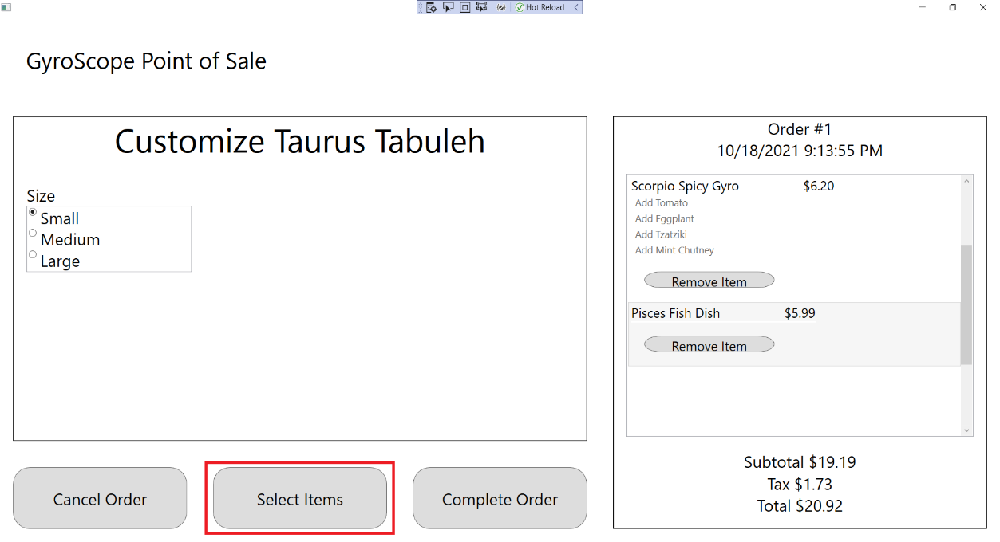 Hot Reload
GyroScope Point of Sale
Customize Taurus Tabuleh
Size
Small
Medium
Large
Cancel Order
Select Items
Complete Order
Order #1
10/18/2021 9:13:55 PM
Scorpio Spicy Gyro $6.20
Add Tomato
Add Eggplant
Add Tzatziki
Add Mint Chutney
Remove Item
Pisces Fish Dish $5.99
Remove Item
Subtotal $19.19
Tax $1.73
Total $20.92